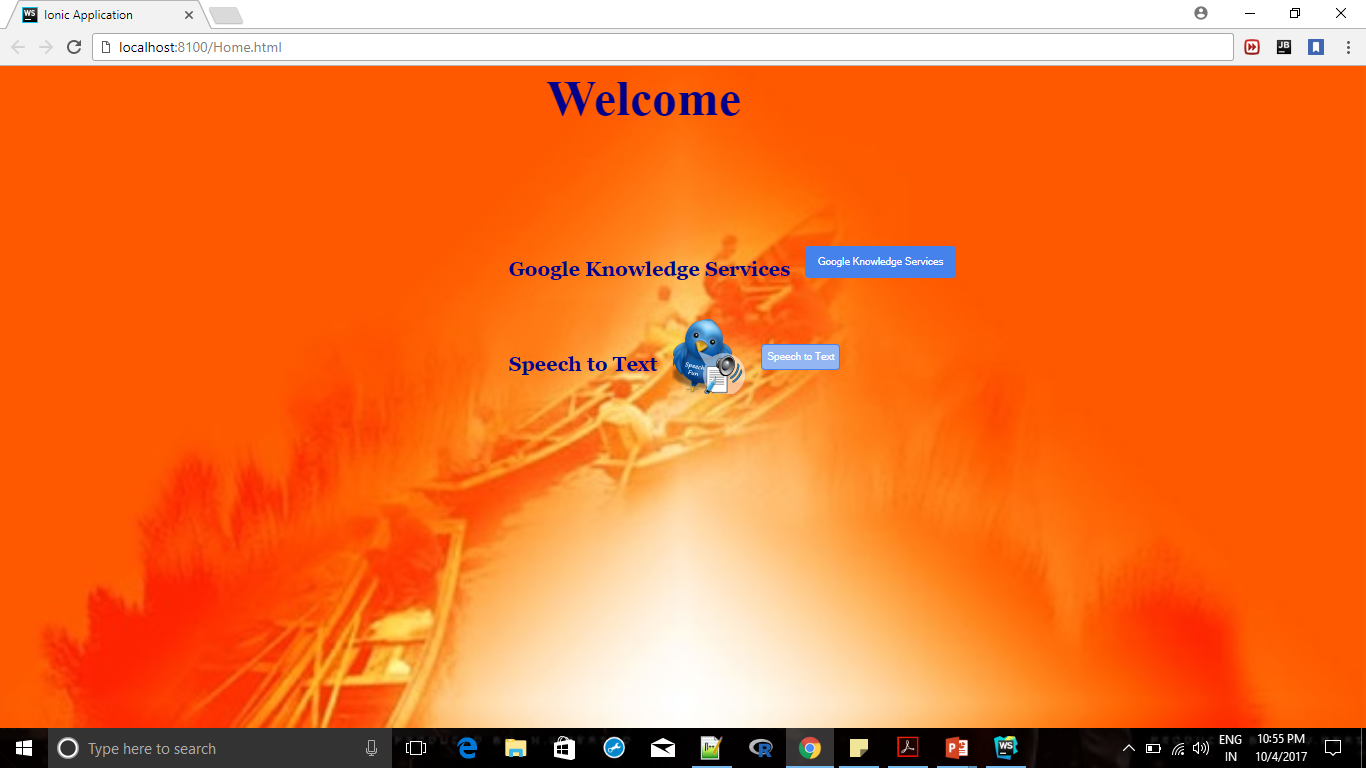 Ionic Application
localhost:8100/Home.html
Welcome
Google Knowledge Services
Google Knowledge Services
Speech to Text
Speech Fun
Speech to Text
Type here to search
ENG
IN
10:55 PM
10/4/2017